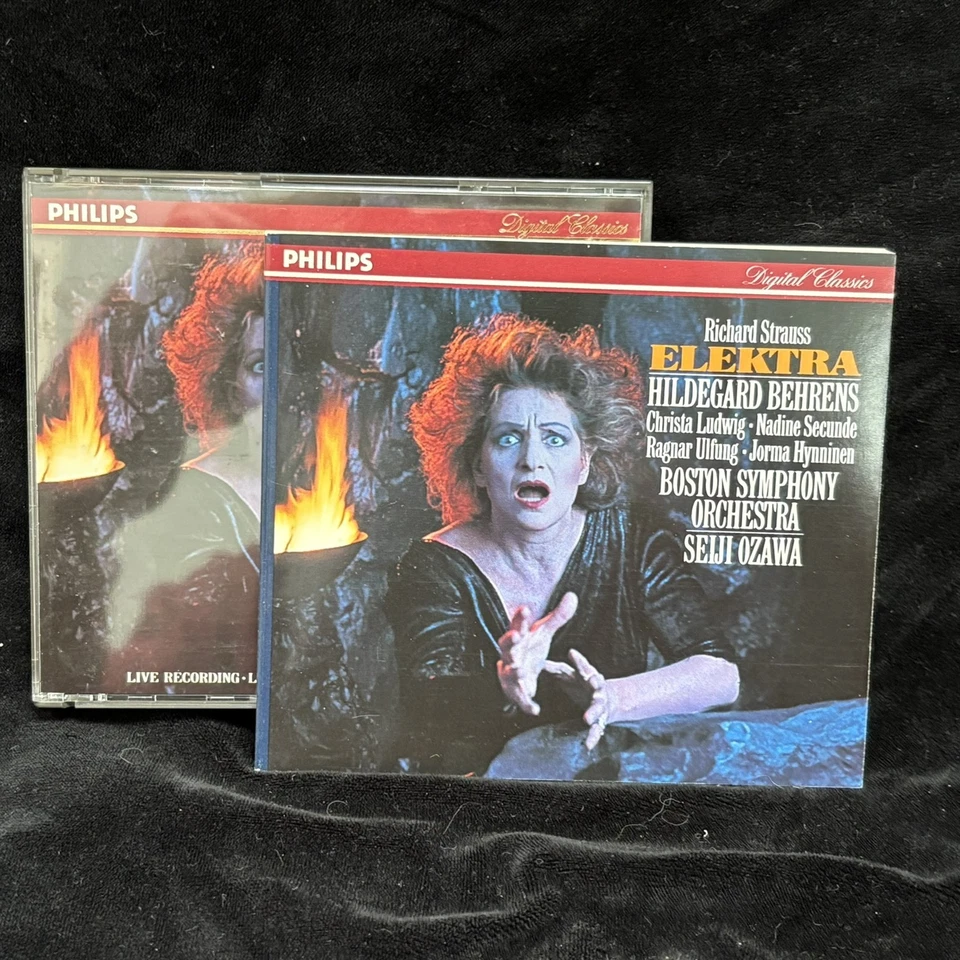 PHILIPS
Digital Classics
LIVE RECORDING · L
PHILIPS
Digital Classics
Richard Strauss
ELEKTRA
HILDEGARD BEHRENS
Christa Ludwig · Nadine Secunde
Ragnar Ulfung · Jorma Hynninen
BOSTON SYMPHONY
ORCHESTRA
SEIJI OZAWA